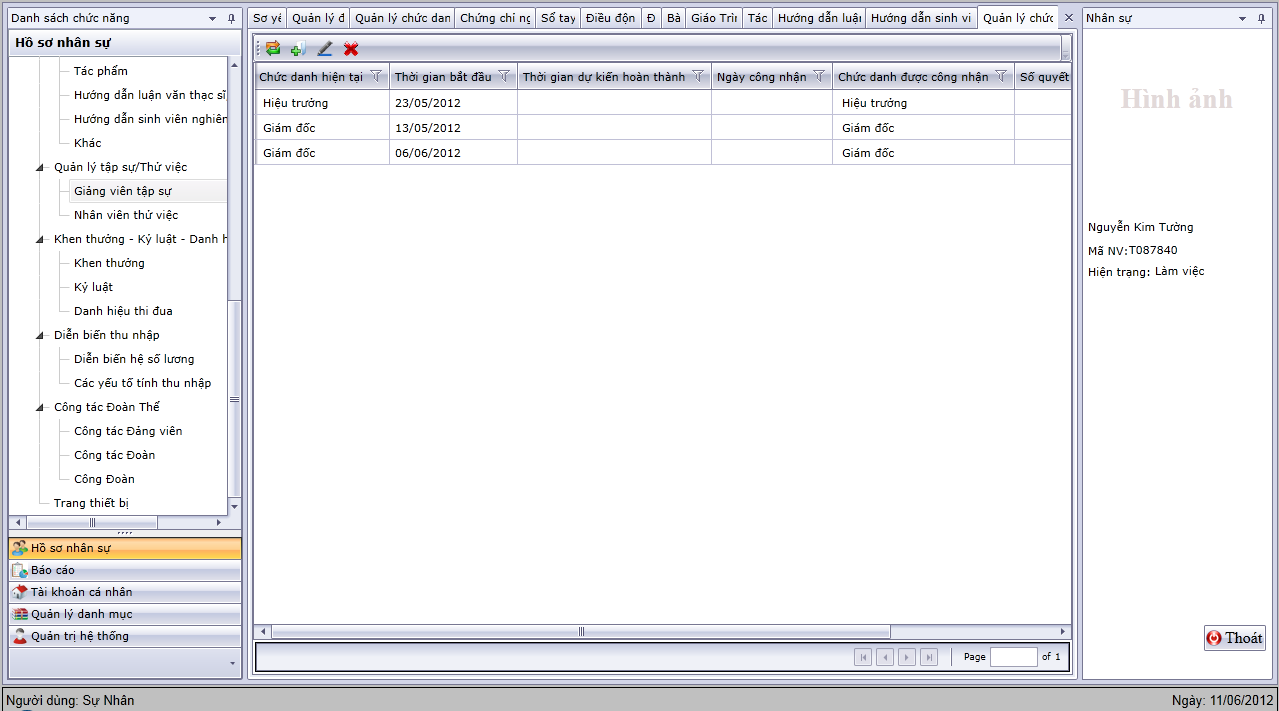 Danh sách chức năng
Hồ sơ nhân sự
Tác phẩm
Hướng dẫn luận văn thạc sĩ,
Hướng dẫn sinh viên nghiên
Khác
Quản lý tập sự/Thử việc
Giảng viên tập sự
Nhân viên thử việc
Khen thưởng - Kỷ luật - Danh h
Khen thưởng
Kỷ luật
Danh hiệu thi đua
Diễn biến thu nhập
Diễn biến hệ số lương
Các yếu tố tính thu nhập
Công tác Đoàn Thể
Công tác Đảng viên
Công tác Đoàn
Công Đoàn
Trang thiết bị
Hồ sơ nhân sự
Báo cáo
Tài khoản cá nhân
Quản lý danh mục
Quản trị hệ thống
Sơ yế Quản lý đ Quản lý chức dan Chứng chỉ ng Sổ tay Điều độn Đ Bà Giáo Trìn Tác Hướng dẫn luận Hướng dẫn sinh vi Quản lý chức
Chức danh hiện tại Thời gian bắt đầu Thời gian dự kiến hoàn thành Ngày công nhận Chức danh được công nhận Số quyết
Hiệu trưởng 23/05/2012 Hiệu trưởng
Giám đốc 13/05/2012 Giám đốc
Giám đốc 06/06/2012 Giám đốc
Page of 1
Nhân sự
Hình ảnh
Nguyễn Kim Tường
Mã NV:T087840
Hiện trạng: Làm việc
Thoát
Người dùng: Sự Nhân
Ngày: 11/06/2012